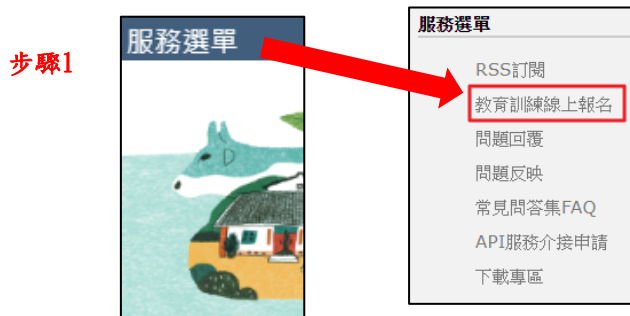 步驟1
服務選單
服務選單
RSS訂閱
教育訓練線上報名
問題回覆
問題反映
常見問答集FAQ
API服務介接申請
下載專區